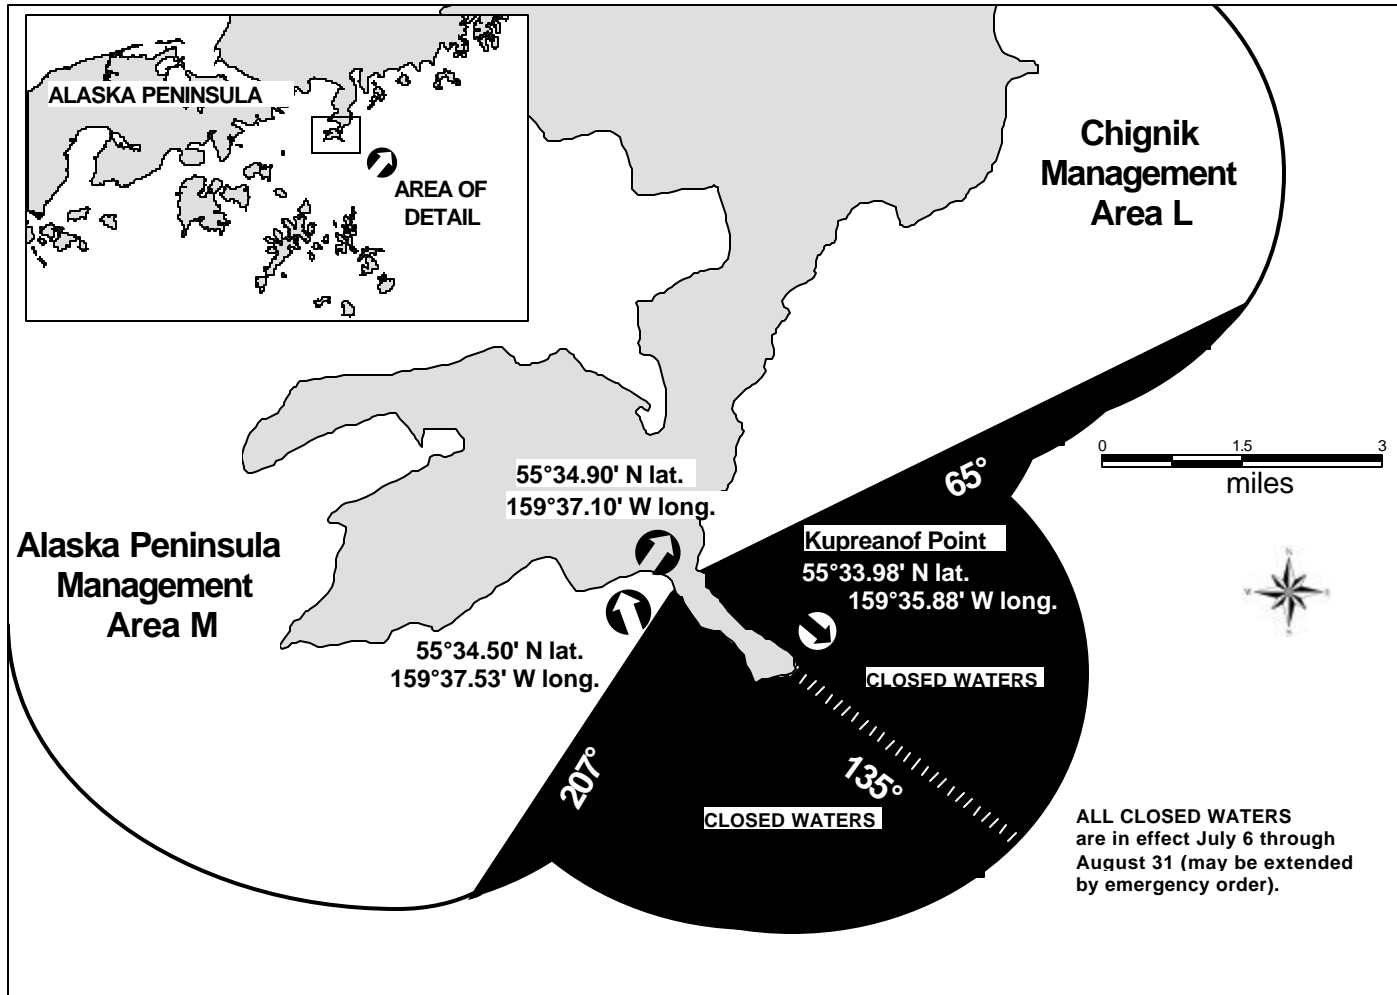 ALASKA PENINSULA
AREA OF
DETAIL
Chignik
Management
Area L
0 1.5 3
miles
65°
55°34.90' N lat.
159°37.10' W long.
Kupreanof Point
55°33.98' N lat.
159°35.88' W long.
Alaska Peninsula
Management
Area M
55°34.50' N lat.
159°37.53' W long.
CLOSED WATERS
207°
135°
CLOSED WATERS
ALL CLOSED WATERS
are in effect July 6 through
August 31 (may be extended
by emergency order).